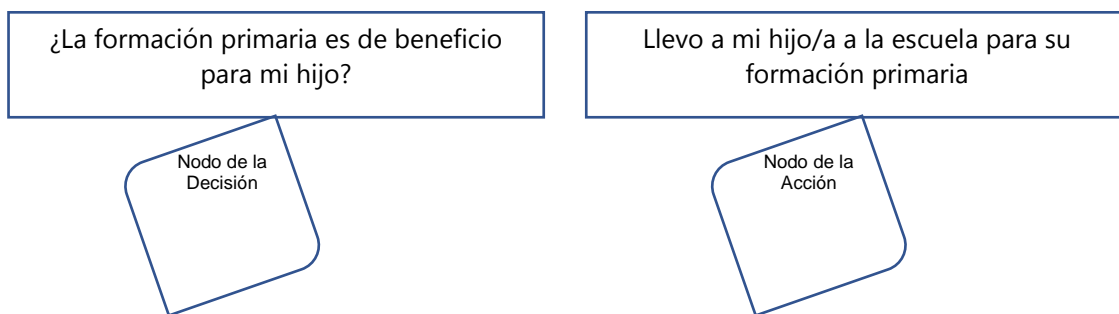 ¿La formación primaria es de beneficio
para mi hijo?
Llevo a mi hijo/a a la escuela para su
formación primaria
Nodo de la
Decisión
Nodo de la
Acción